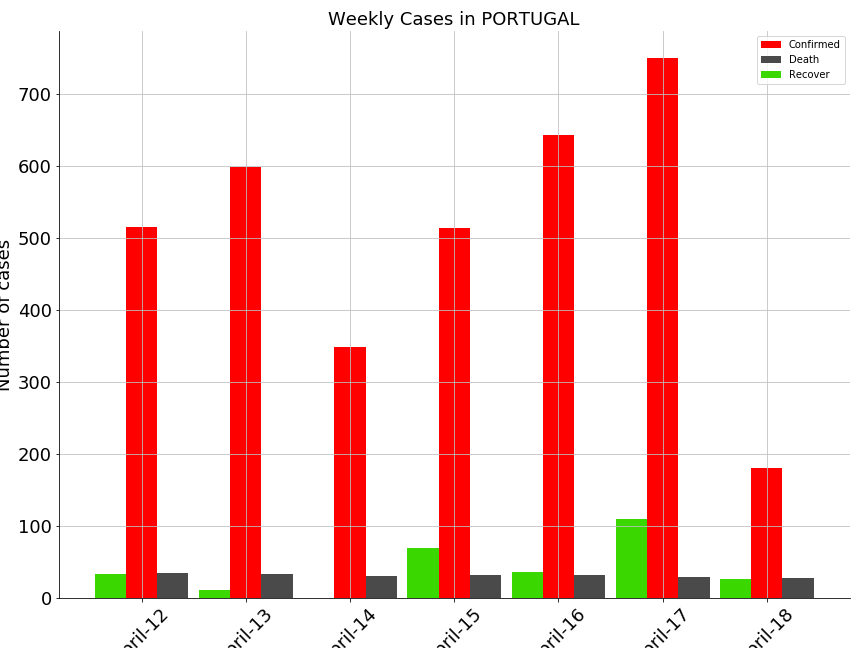 Weekly Cases in PORTUGAL
Confirmed
Death
Recover
Number of cases
700
600
500
400
300
200
100
0
pril-12
pril-13
pril-14
pril-15
pril-16
pril-17
pril-18